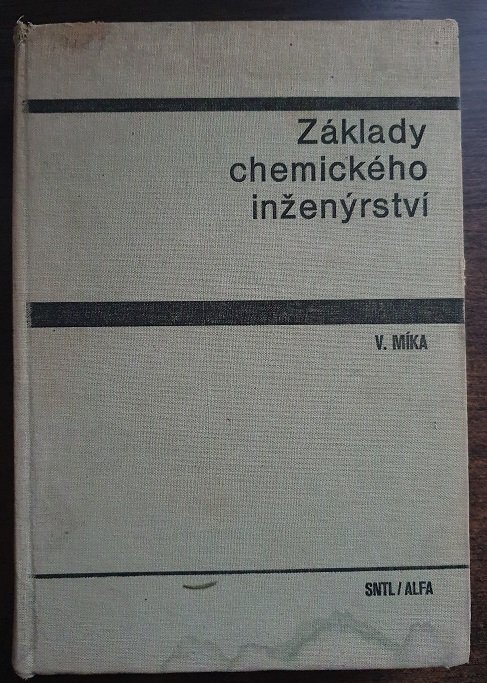 Základy
chemického
inženýrství
V. MÍKA
SNTL/ALFA